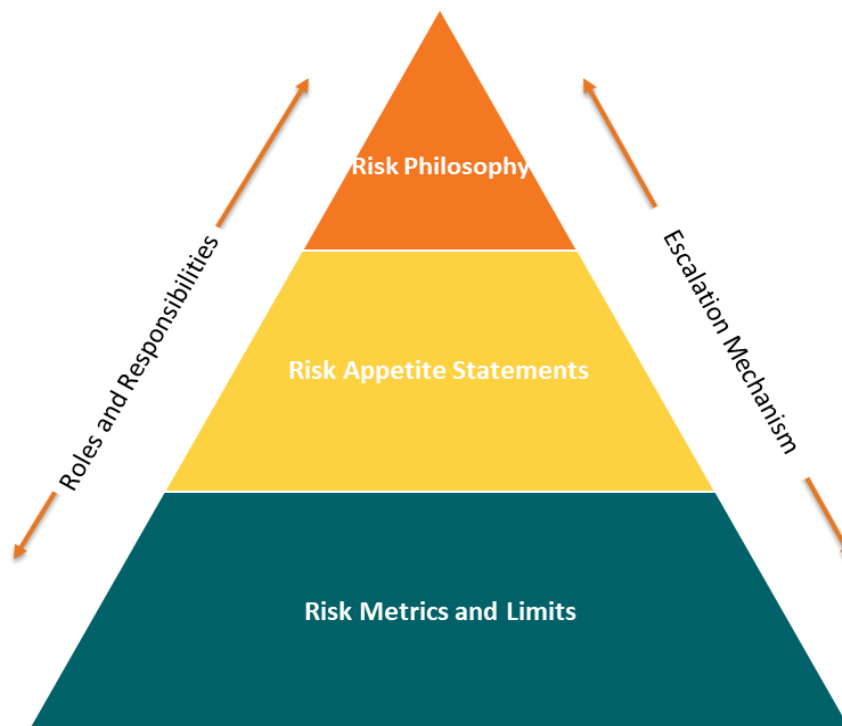 Risk Philosophy
Roles and Responsibilities
Escalation Mechanism
Risk Appetite Statements
Risk Metrics and Limits